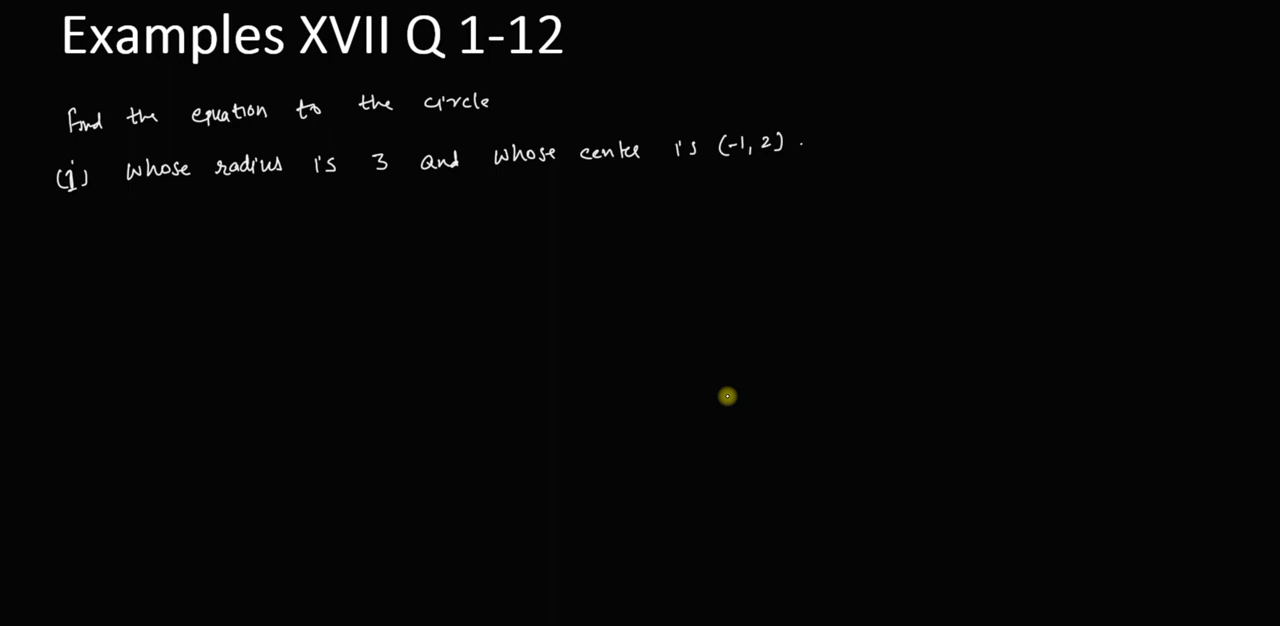 Examples XVII Q 1-12
Find the equation to the circle
(1) Whose radius is 3 and whose center is (-1, 2).